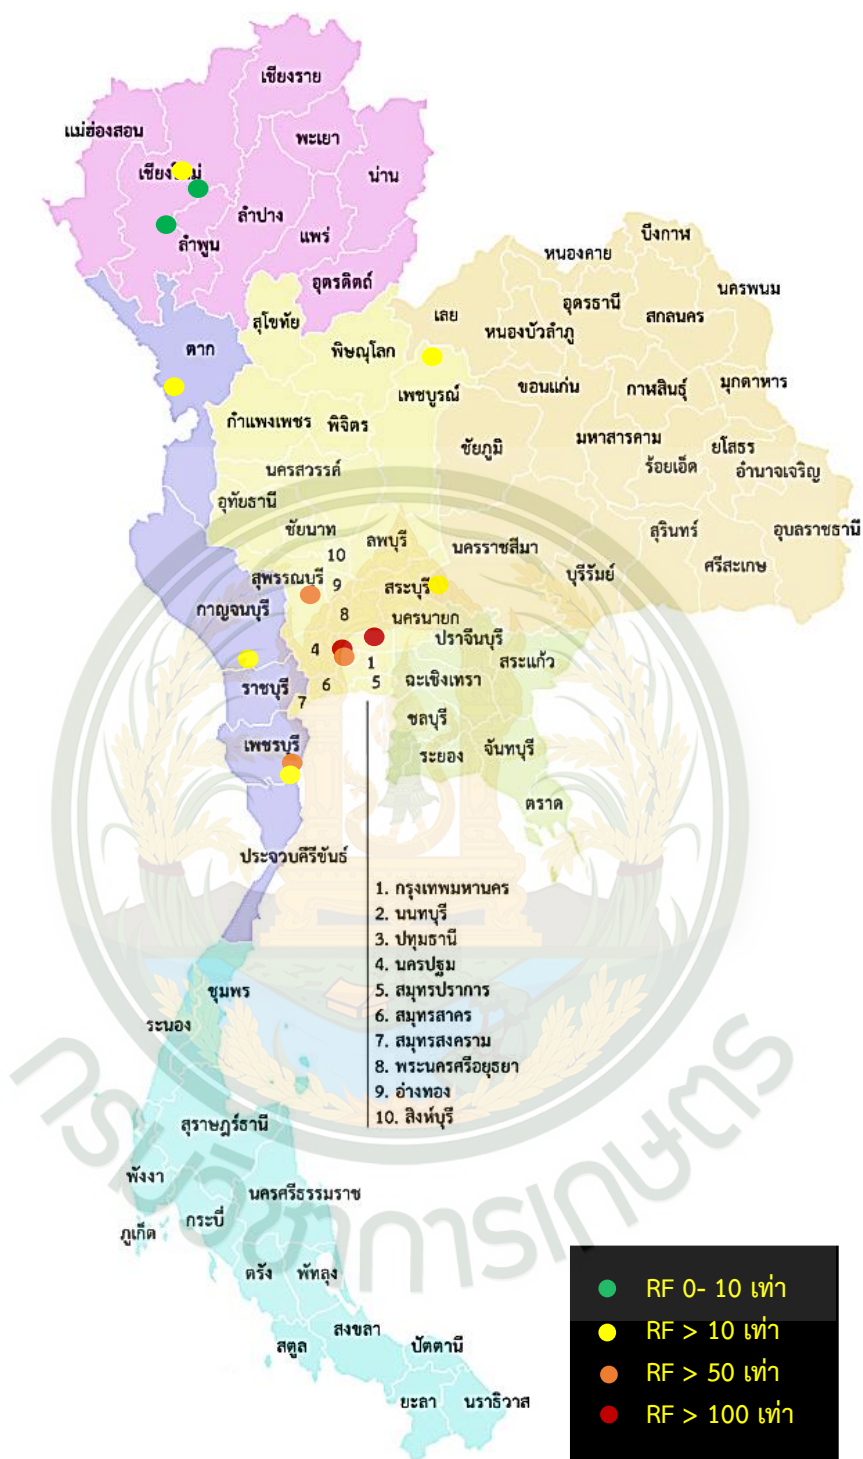 เชียงราย
แม่ฮ่องสอน
พะเยา
เชียงใหม่
น่าน
ลำปาง
ลำพูน
แพร่
อุตรดิตถ์
บึงกาฬ
หนองคาย
นครพนม
อุดรธานี
สกลนคร
เลย
สุโขทัย
หนองบัวลำภู
พิษณุโลก
ตาก
มุกดาหาร
ขอนแก่น
กาฬสินธุ์
เพชบูรณ์
กำแพงเพชร
พิจิตร
มหาสารคาม
ยโสธร
ชัยภูมิ
ร้อยเอ็ด
อำนาจเจริญ
นครสวรรค์
อุทัยธานี
ชัยนาท
ลพบุรี
นครราชสีมา
สุรินทร์
อุบลราชธานี
10
ศรีสะเกษ
บุรีรัมย์
สุพรรณบุรี
9
สระบุรี
กาญจนบุรี
8
นครนายก
ปราจีนบุรี
4
1
สระแก้ว
ราชบุรี
6
5
ฉะเชิงเทรา
7
ชลบุรี
เพชรบุรี
ระยอง
จันทบุรี
ตราด
ประจวบคีรีขันธ์
1. กรุงเทพมหานคร
2. นนทบุรี
3. ปทุมธานี
4. นครปฐม
5. สมุทรปราการ
6. สมุทรสาคร
7. สมุทรสงคราม
8. พระนครศรีอยุธยา
9. อ่างทอง
10. สิงห์บุรี
ชุมพร
ระนอง
สุราษฎร์ธานี
พังงา
นครศรีธรรมราช
กระบี่
ภูเก็ต
ตรัง
พัทลุง
สงขลา
สตูล
ปัตตานี
ยะลา
นราธิวาส
กรมวิชาการเกษตร
RF 0- 10 เท่า
RF > 10 เท่า
RF > 50 เท่า
RF > 100 เท่า